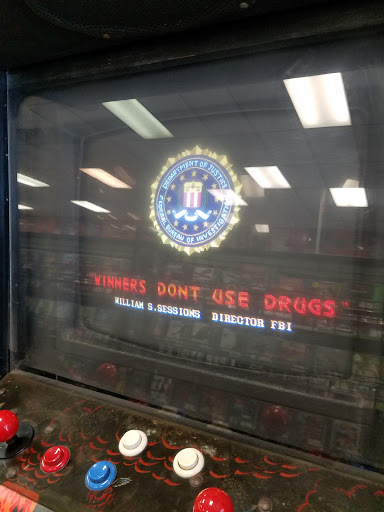 DEPARTMENT OF JUSTICE
FEDERAL BUREAU OF INVESTIGATION
"WINNERS DONT USE DRUGS"
WILLIAM S.SESSIONS DIRECTOR FBI